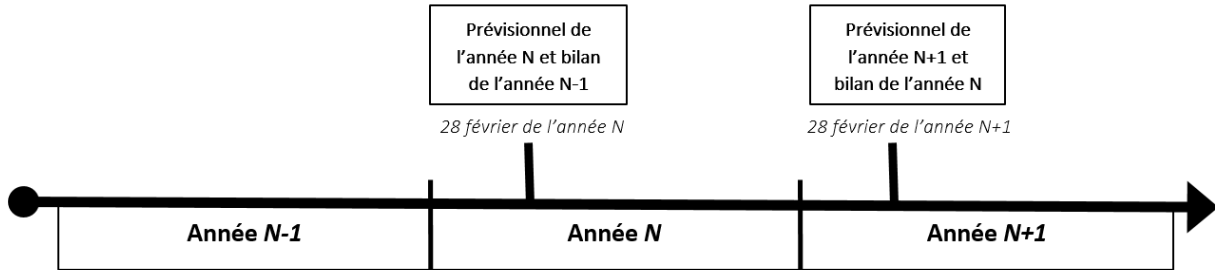 Prévisionnel de
l'année N et bilan
de l'année N-1
Prévisionnel de
l'année N+1 et
bilan de l'année N
28 février de l'année N
28 février de l'année N+1
Année N-1
Année N
Année N+1